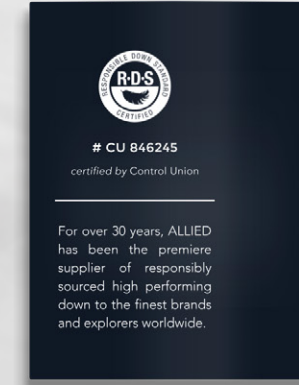 RESPONSIBLE DOWN STANDARD
R·D·S
CERTIFIED
# CU 846245
certified by Control Union
For over 30 years, ALLIED
has been the premiere
supplier of responsibly
sourced high performing
down to the finest brands
and explorers worldwide.